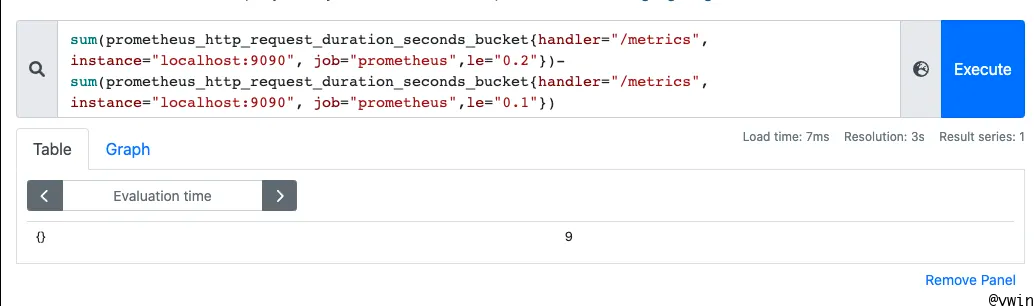 sum(prometheus_http_request_duration_seconds_bucket{handler="/metrics",
instance="localhost:9090", job="prometheus",le="0.2"})-
sum(prometheus_http_request_duration_seconds_bucket{handler="/metrics",
instance="localhost:9090", job="prometheus",le="0.1"})
Execute
Load time: 7ms Resolution: 3s Result series: 1
Table Graph
Evaluation time
{} 9
Remove Panel
@vwin